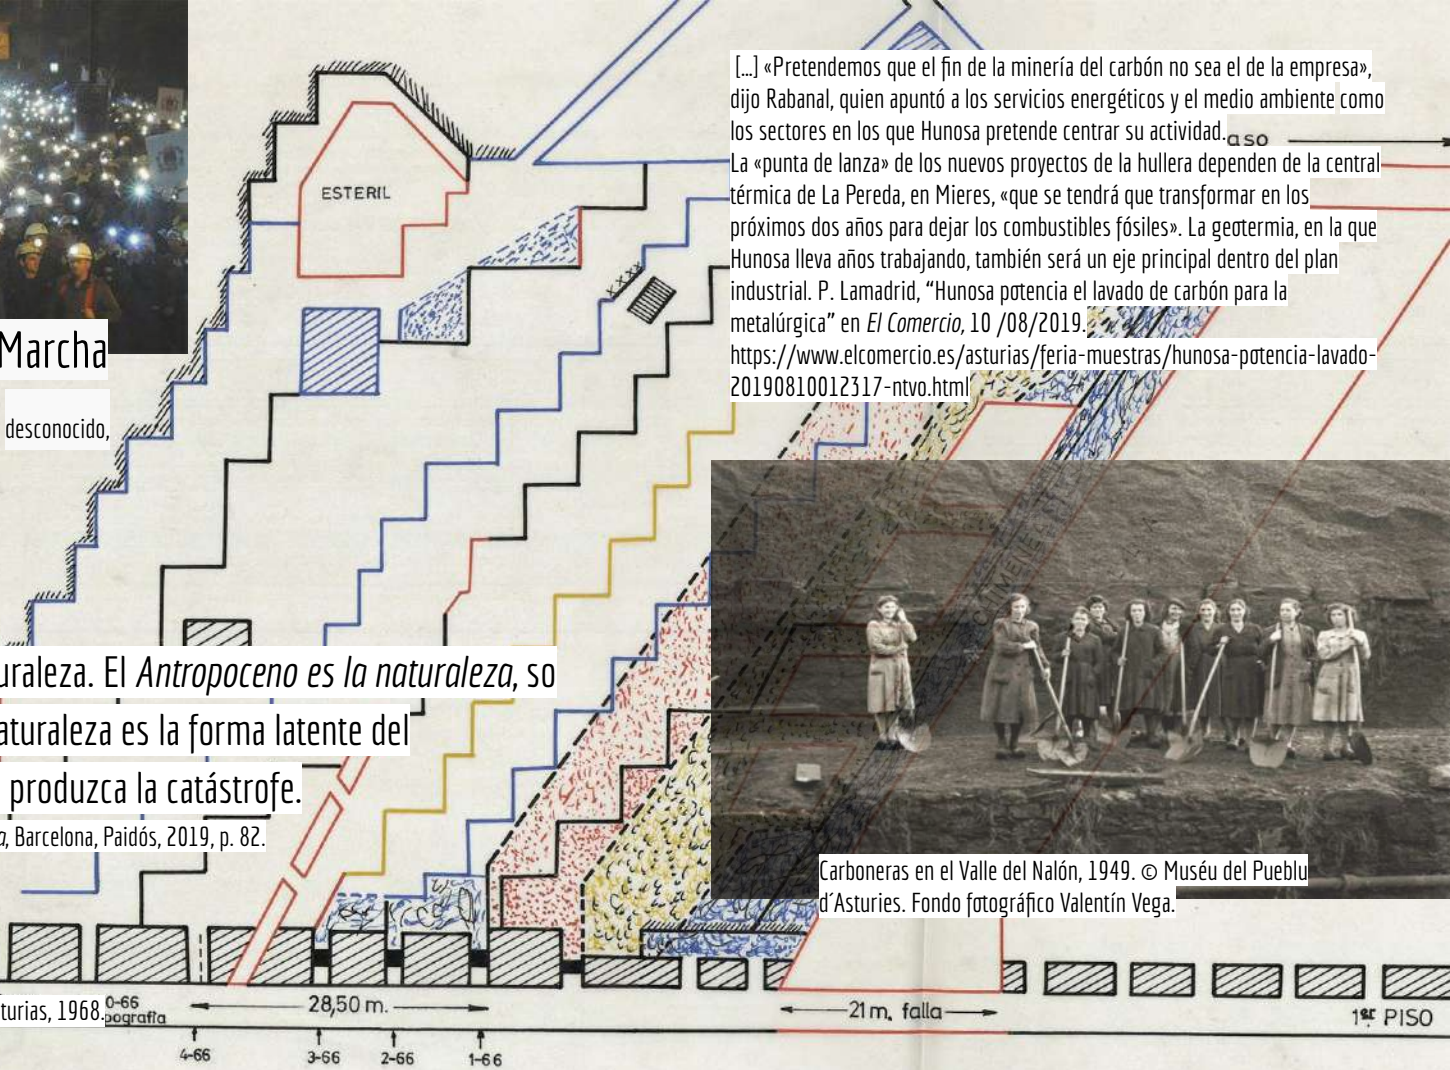 [...] «Pretendemos que el fin de la minería del carbón no sea el de la empresa»,
dijo Rabanal, quien apuntó a los servicios energéticos y el medio ambiente como
los sectores en los que Hunosa pretende centrar su actividad.
La «punta de lanza» de los nuevos proyectos de la hullera dependen de la central
térmica de La Pereda, en Mieres, «que se tendrá que transformar en los
próximos dos años para dejar los combustibles fósiles». La geotermia, en la que
Hunosa lleva años trabajando, también será un eje principal dentro del plan
industrial. P. Lamadrid, “Hunosa potencia el lavado de carbón para la
metalúrgica” en El Comercio, 10 /08/2019.
https://www.elcomercio.es/asturias/feria-muestras/hunosa-potencia-lavado-
20190810012317-ntvo.html
aso
ESTERIL
Marcha
desconocido,
uraleza. El Antropoceno es la naturaleza, so
aturaleza es la forma latente del
produzca la catástrofe.
a, Barcelona, Paidós, 2019, p. 82.
Carboneras en el Valle del Nalón, 1949. © Muséu del Pueblu
d´Asturies. Fondo fotográfico Valentín Vega.
turias, 1968.
0-66
pografia
28,50 m.
21 m. falla
1er PISO
4-66
3-66
2-66
1-66